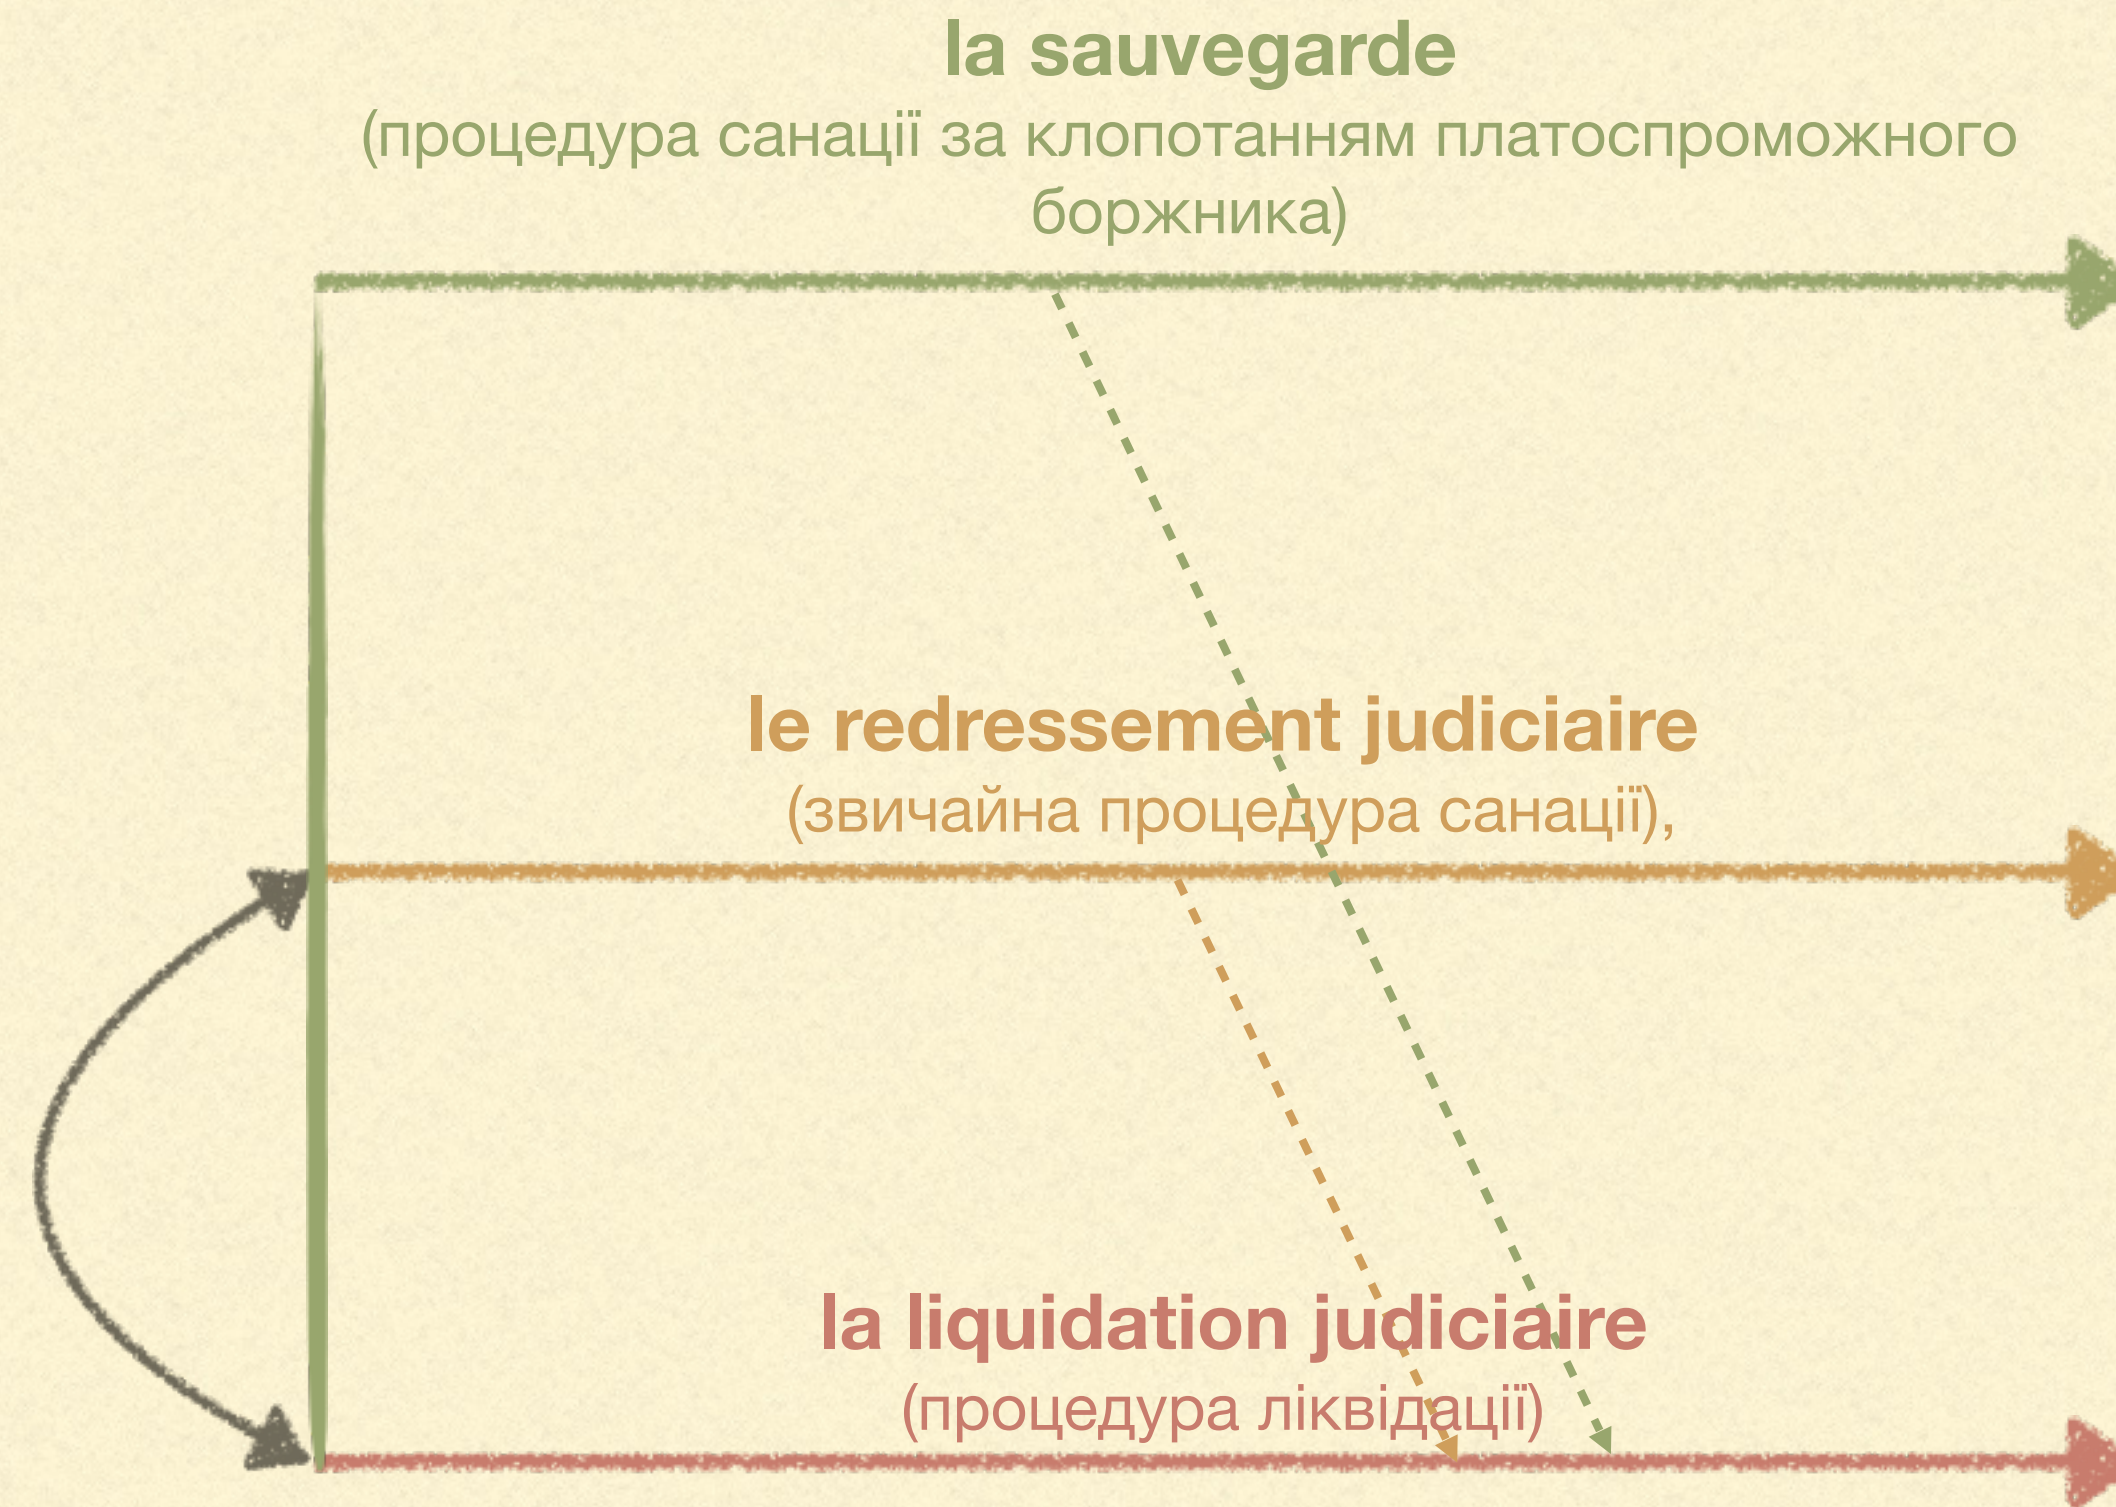 la sauvegarde
(процедура санації за клопотанням платоспроможного
боржника)
le redressement judiciaire
(звичайна процедура санації),
la liquidation judiciaire
(процедура ліквідації)